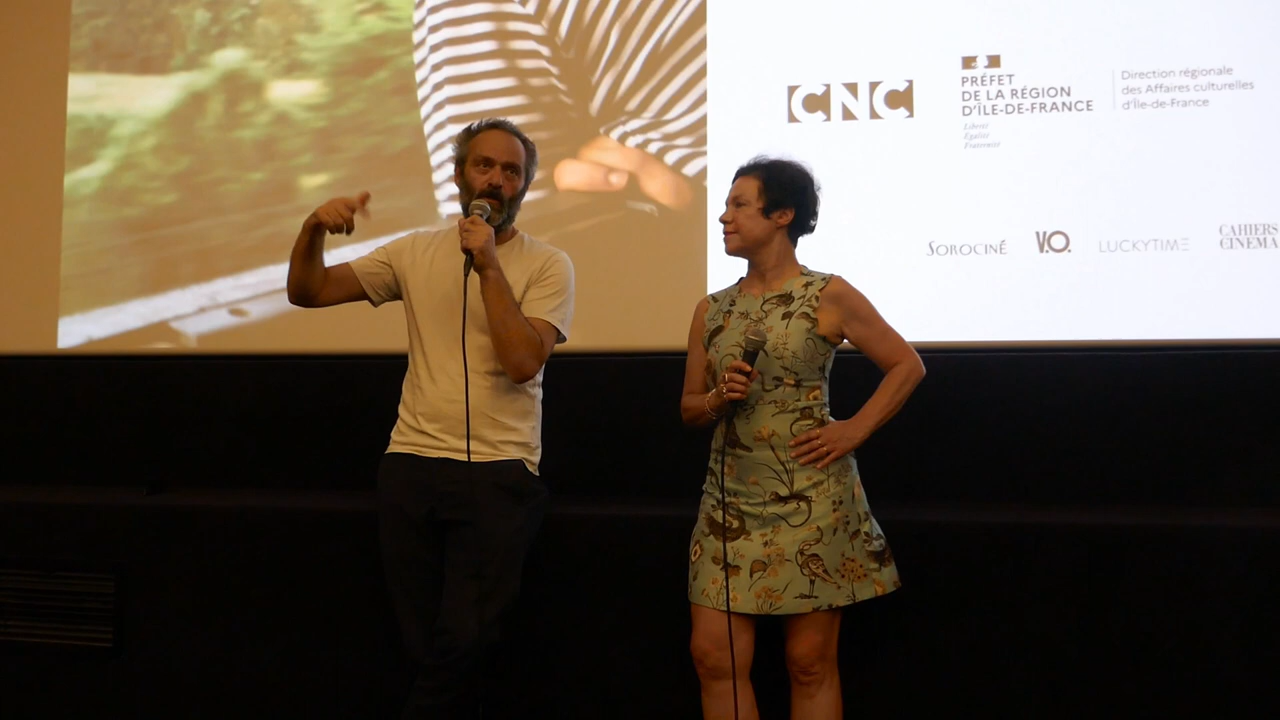 CNC
PRÉFET
DE LA RÉGION
D'ÎLE-DE-FRANCE
Liberté
Égalité
Fraternité
Direction régionale
des Affaires culturelles
d'Île-de-France
SOROCINÉ
V.O.
LUCKYTIME
CAHIERS
CINEMA